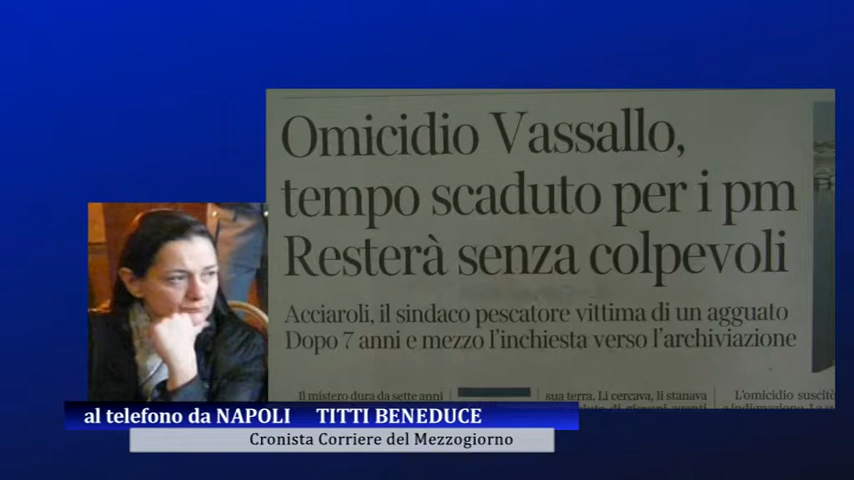 Omicidio Vassallo,
tempo scaduto per i pm
Resterà senza colpevoli
Acciaroli, il sindaco pescatore vittima di un agguato
Dopo 7 anni e mezzo l'inchiesta verso l'archiviazione
Il mistero dura da sette anni
sua terra. Li cercava, li stanava
L'omicidio suscitò
al telefono da NAPOLI TITTI BENEDUCE
Cronista Corriere del Mezzogiorno